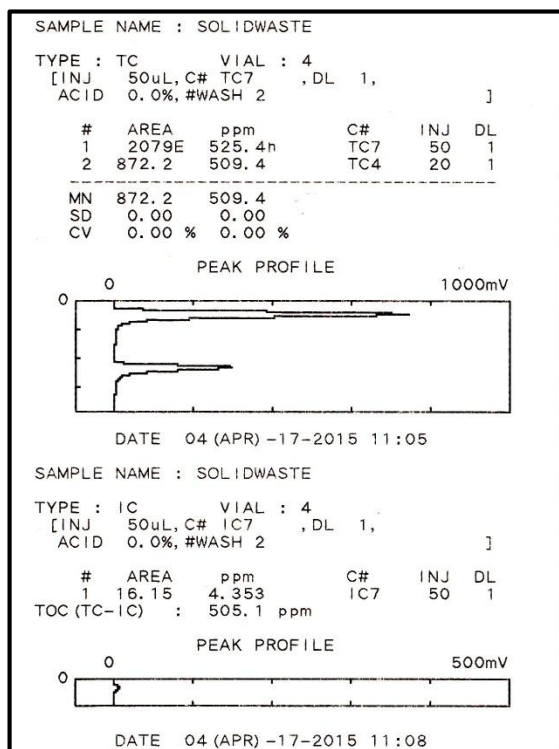 SAMPLE NAME : SOLIDWASTE
TYPE : TC VIAL : 4
[INJ 50uL, C# TC7 , DL 1,
ACID 0.0%, #WASH 2 ]
# AREA ppm C# INJ DL
1 2079E 525.4h TC7 50 1
2 872.2 509.4 TC4 20 1
MN 872.2 509.4
SD 0.00 0.00
CV 0.00 % 0.00 %
PEAK PROFILE
0 1000mV
0
DATE 04(APR)-17-2015 11:05
SAMPLE NAME : SOLIDWASTE
TYPE : IC VIAL : 4
[INJ 50uL, C# IC7 , DL 1,
ACID 0.0%, #WASH 2 ]
# AREA ppm C# INJ DL
1 16.15 4.353 IC7 50 1
TOC(TC-IC) : 505.1 ppm
PEAK PROFILE
0 500mV
0
DATE 04(APR)-17-2015 11:08